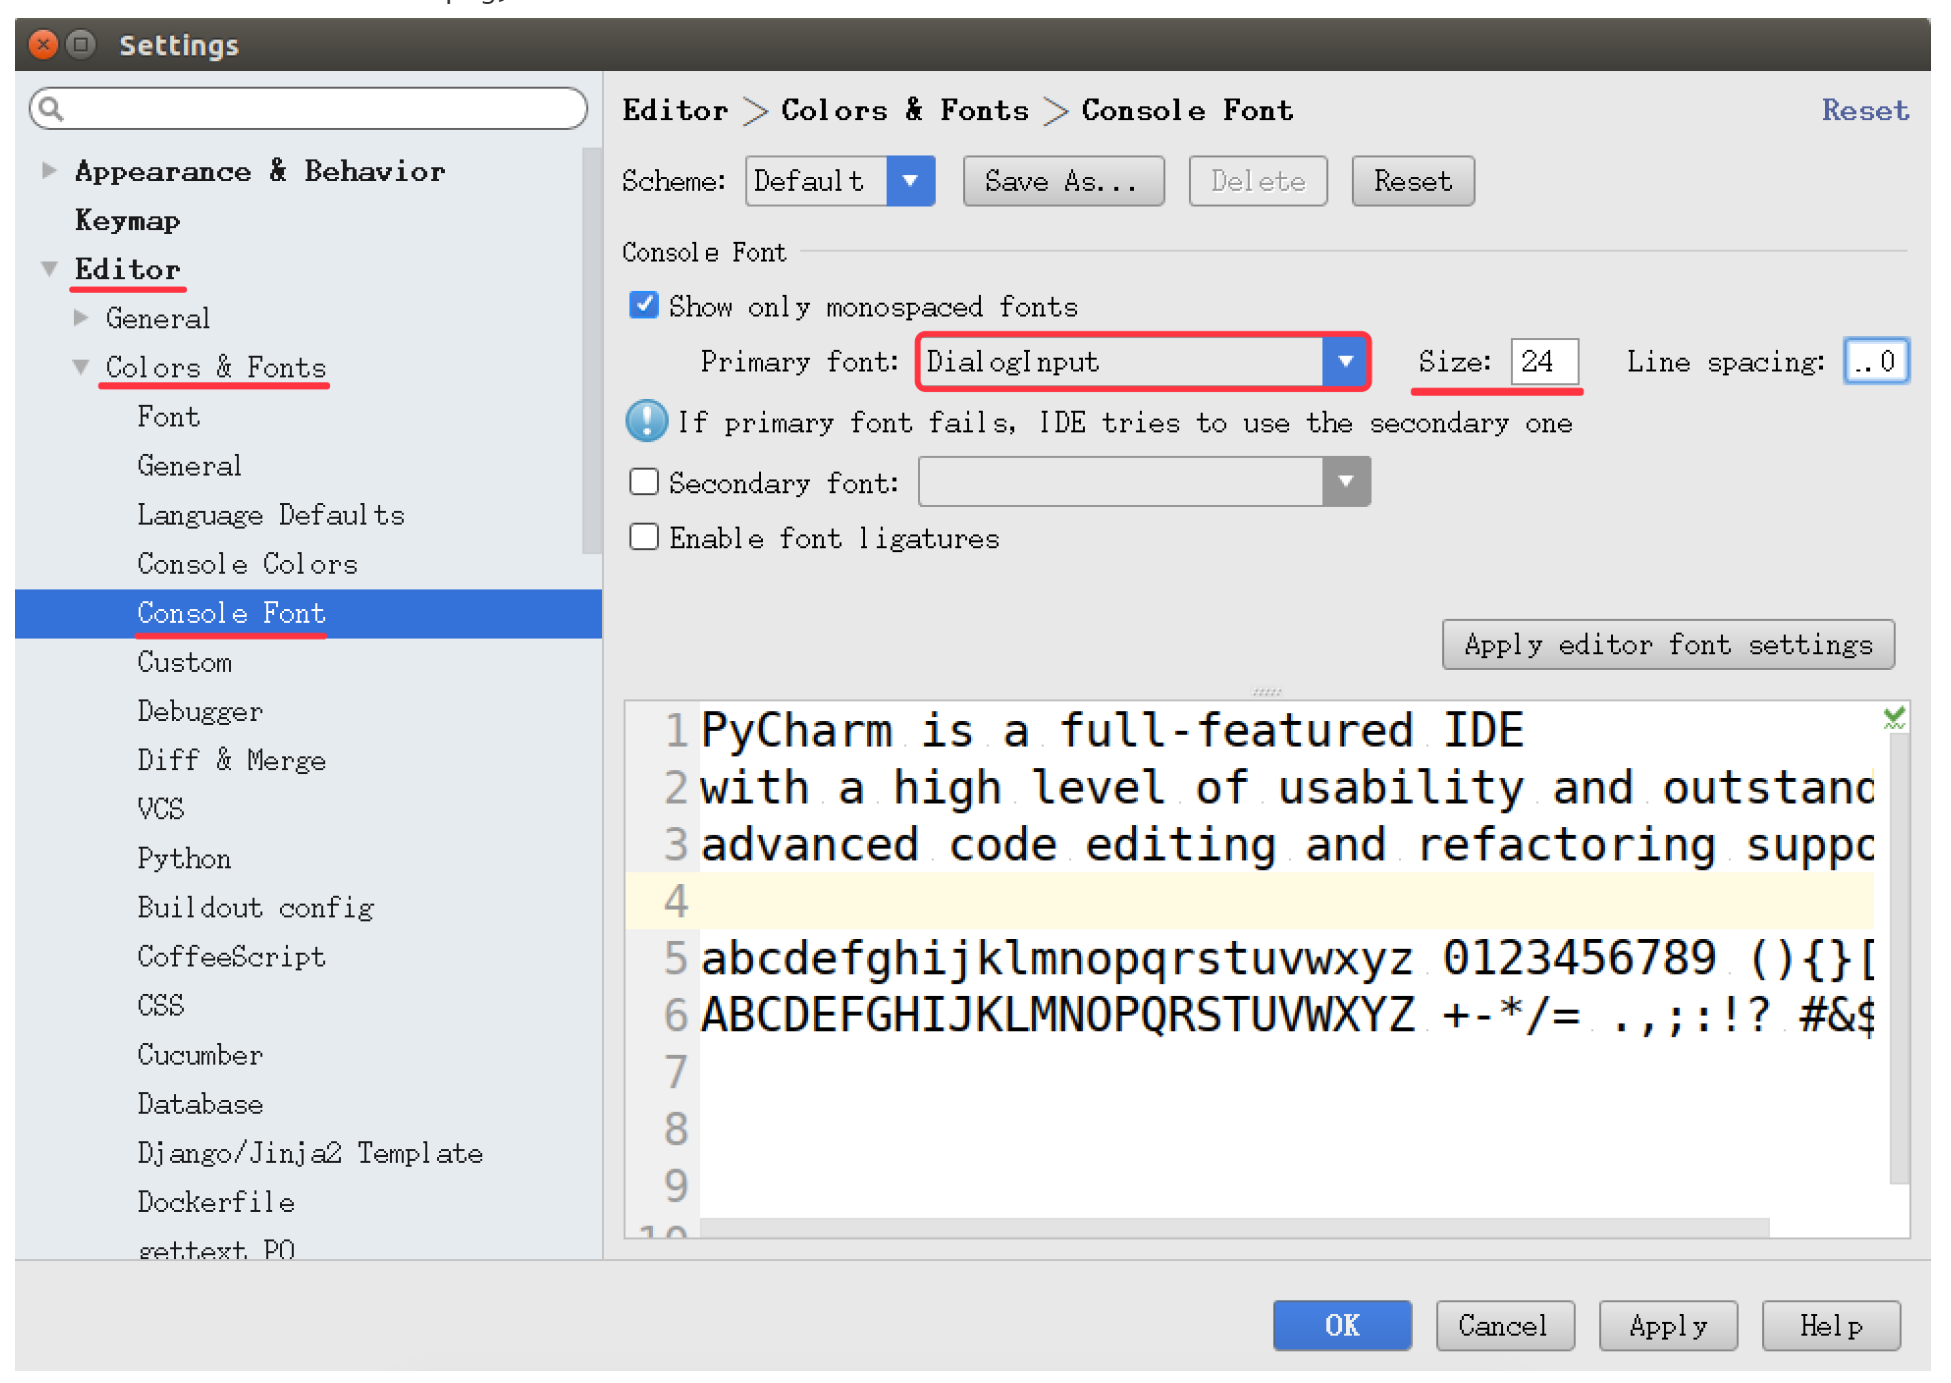 Settings
Editor > Colors & Fonts > Console Font
Reset
Appearance & Behavior
Keymap
Editor
General
Colors & Fonts
Font
General
Language Defaults
Console Colors
Console Font
Custom
Debugger
Diff & Merge
VCS
Python
Buildout config
CoffeeScript
CSS
Cucumber
Database
Django/Jinja2 Template
Dockerfile
gettext PO
Scheme: Default Save As... Delete Reset
Console Font
Show only monospaced fonts
Primary font: DialogInput Size: 24 Line spacing: ..0
If primary font fails, IDE tries to use the secondary one
Secondary font:
Enable font ligatures
Apply editor font settings
1 PyCharm is a full-featured IDE
2 with a high level of usability and outstand
3 advanced code editing and refactoring suppo
4
5 abcdefghijklmnopqrstuvwxyz 0123456789 (){}[
6 ABCDEFGHIJKLMNOPQRSTUVWXYZ +-*/= .,;:!? #&$
7
8
9
10
OK Cancel Apply Help